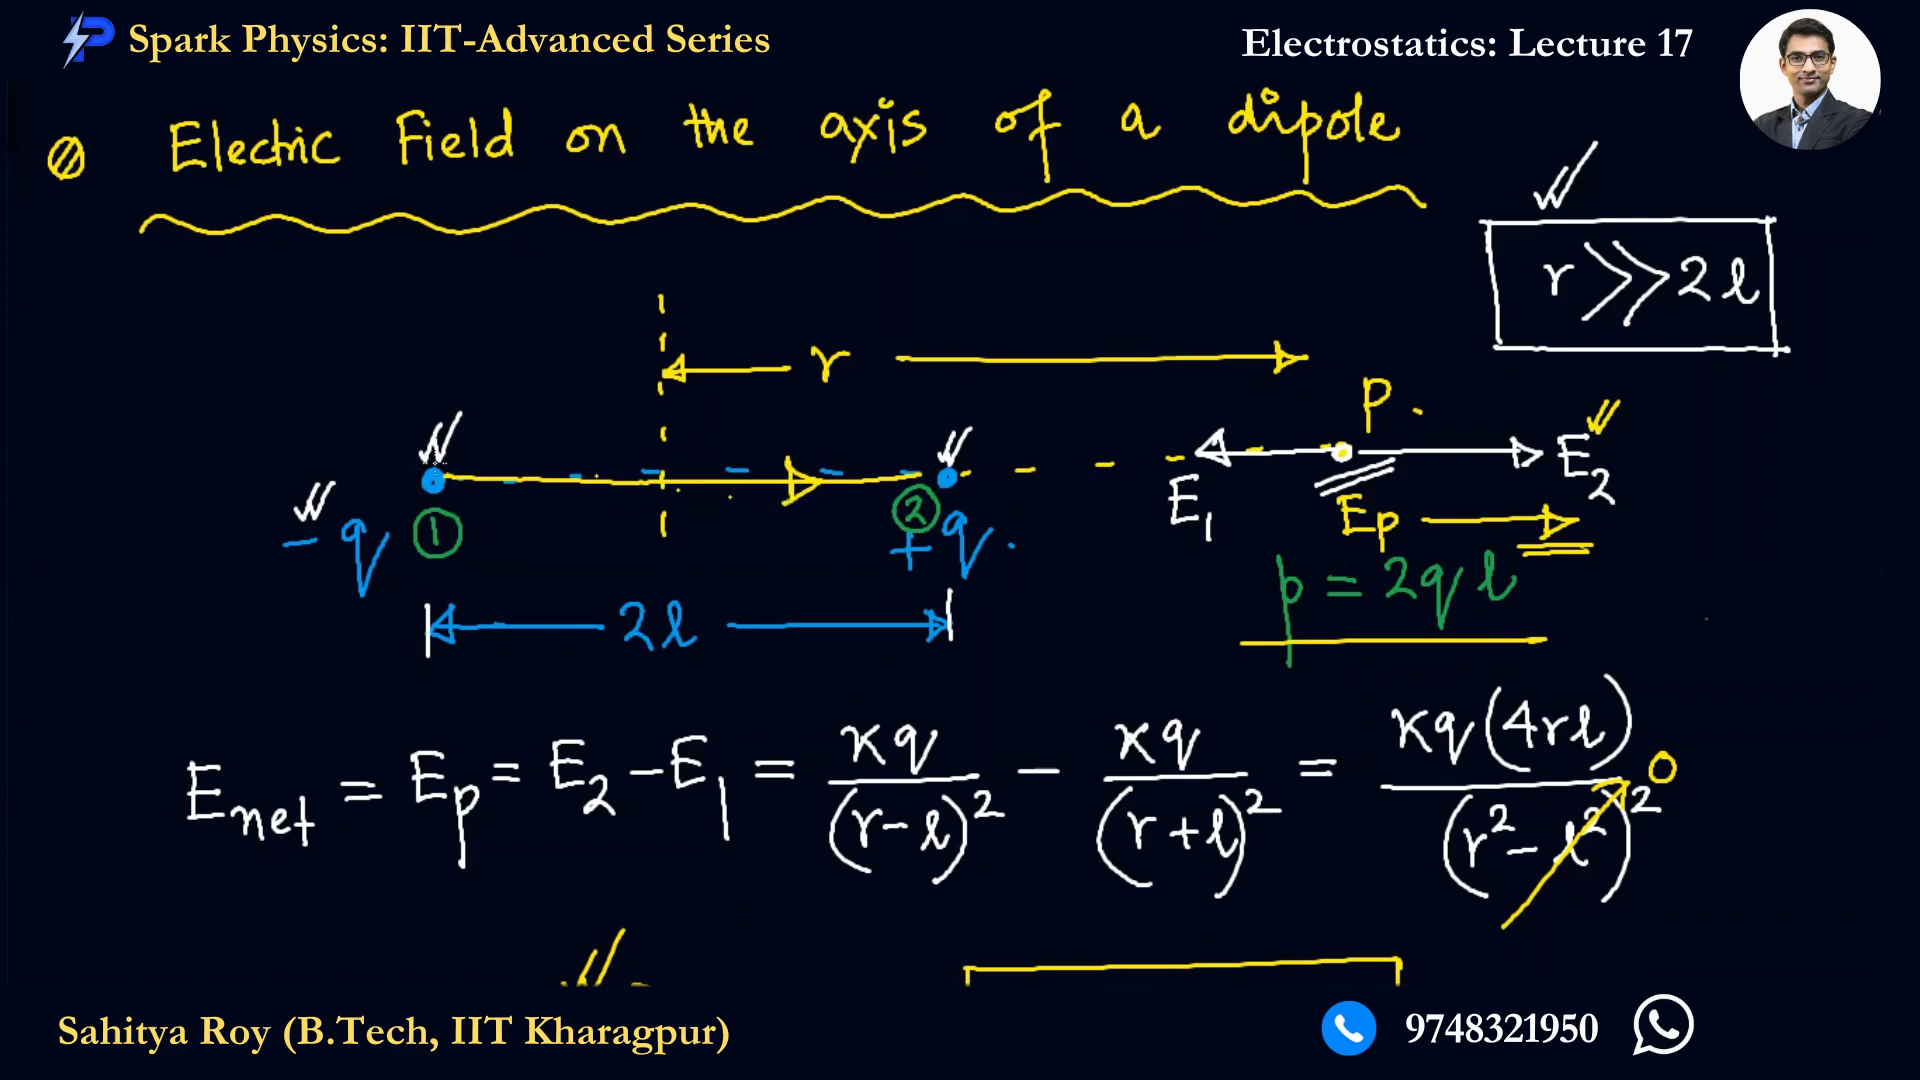 Spark Physics: IIT-Advanced Series
Electrostatics: Lecture 17
Electric Field on the axis of a dipole
r >> 2l
r
P.
E₁
E₂
Ep
- q
①
②
+ q.
2l
p = 2ql
Enet = Ep = E₂ - E₁ = Kq/(r-l)² - Kq/(r+l)² = Kq(4rl)/(r²-l²)² 0
Sahitya Roy (B.Tech, IIT Kharagpur)
9748321950